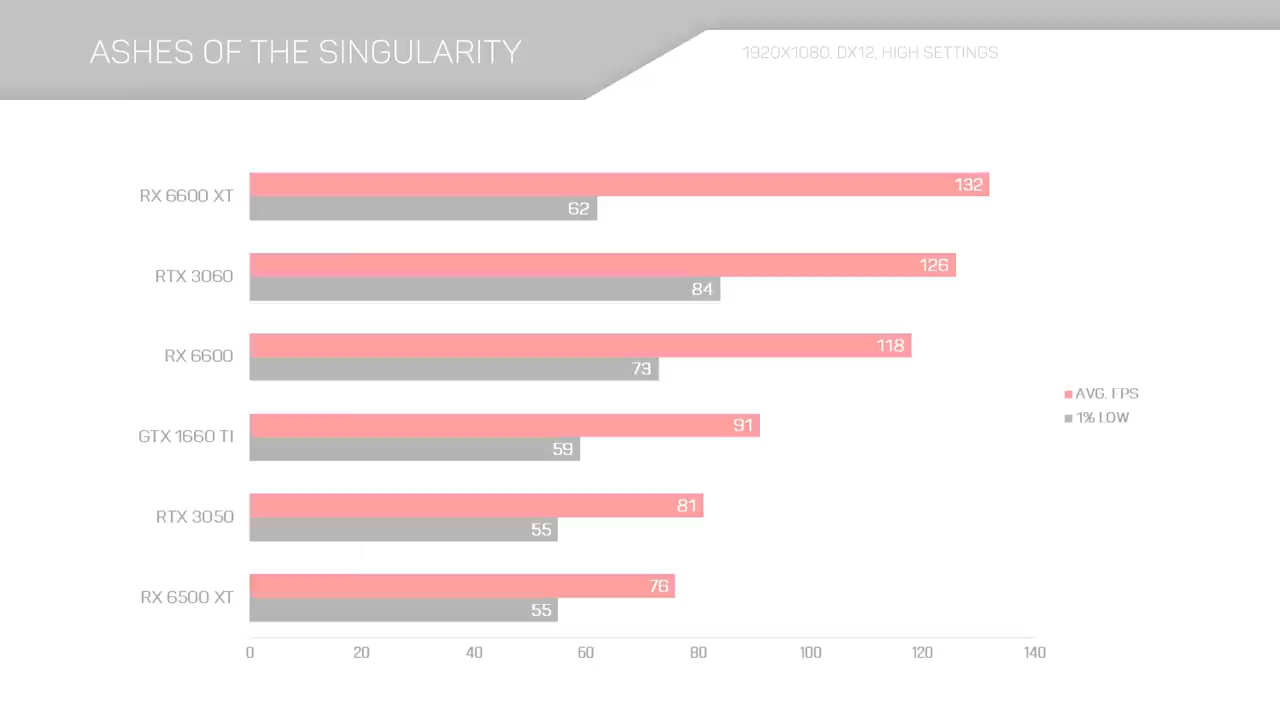 ASHES OF THE SINGULARITY
1920X1080, DX12, HIGH SETTINGS
RX 6600 XT
132
62
RTX 3060
126
84
RX 6600
118
73
GTX 1660 TI
91
59
RTX 3050
81
55
RX 6500 XT
76
55
AVG. FPS
1% LOW
0 20 40 60 80 100 120 140